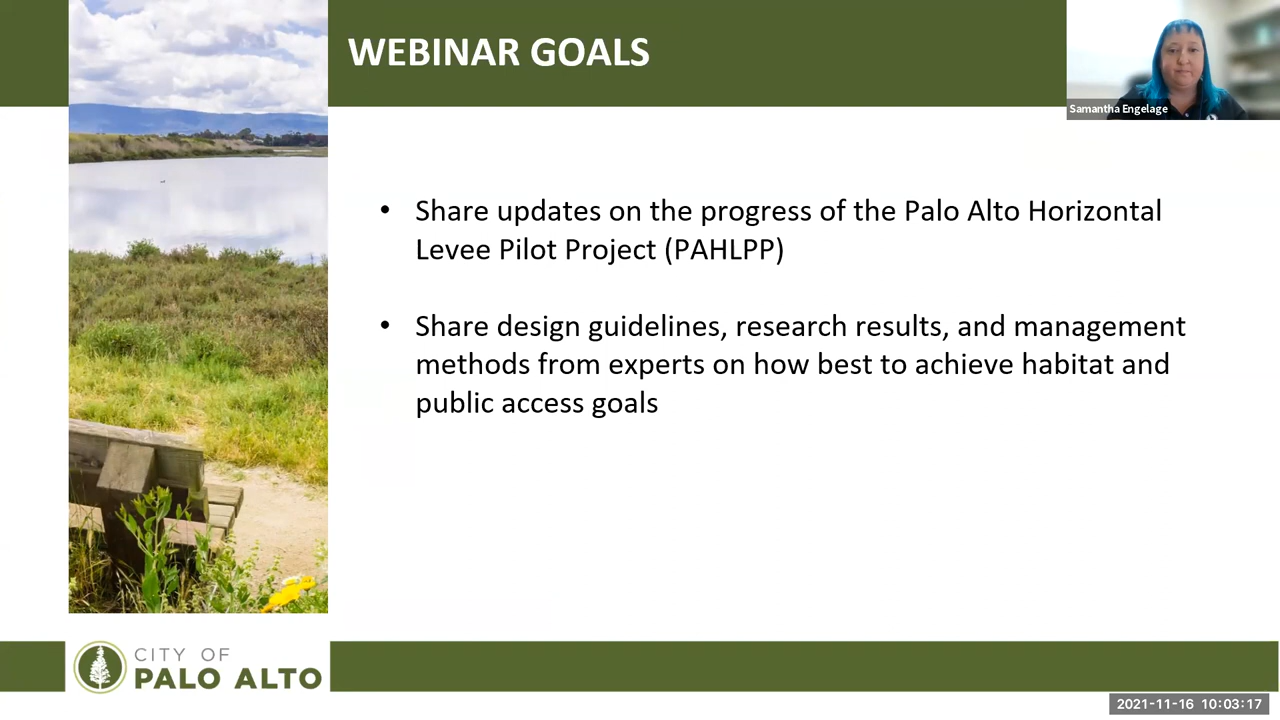 WEBINAR GOALS
Samantha Engelage
• Share updates on the progress of the Palo Alto Horizontal
Levee Pilot Project (PAHLPP)
• Share design guidelines, research results, and management
methods from experts on how best to achieve habitat and
public access goals
CITY OF
PALO ALTO
2021-11-16 10:03:17